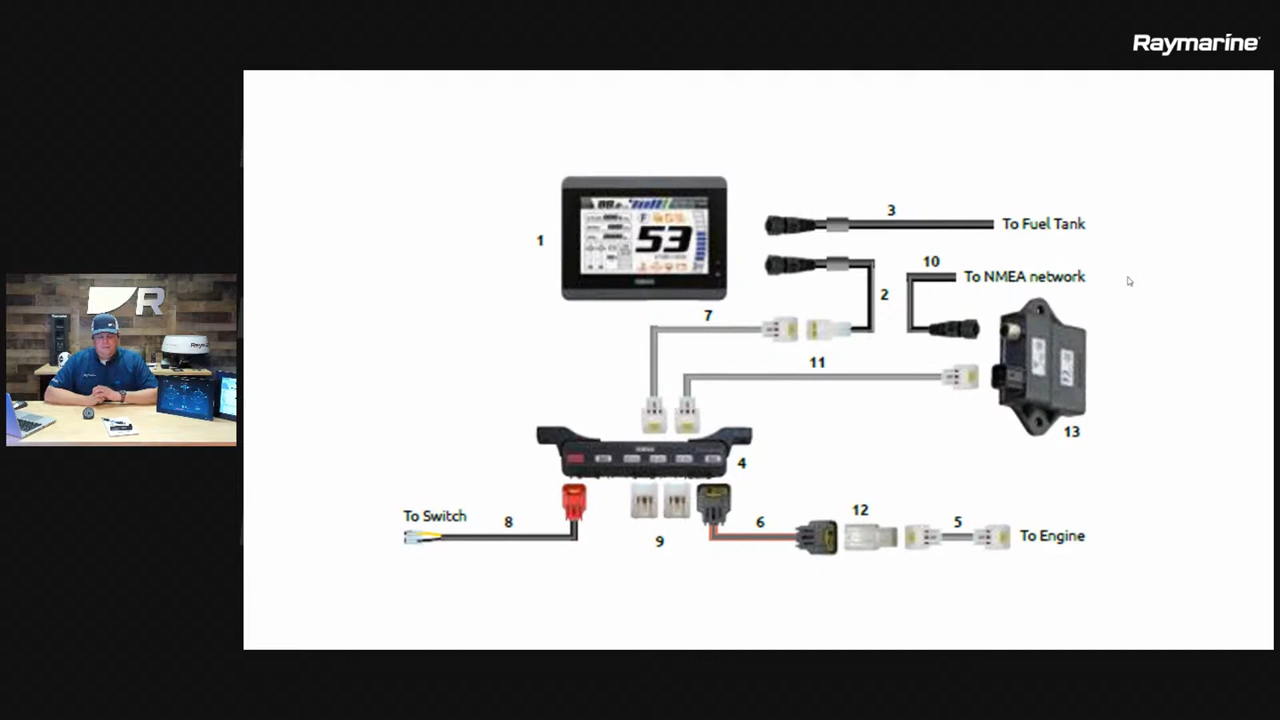 Raymarine
3
To Fuel Tank
1
53
10
To NMEA network
2
7
11
13
4
To Switch
8
9
6
12
5
To Engine
R